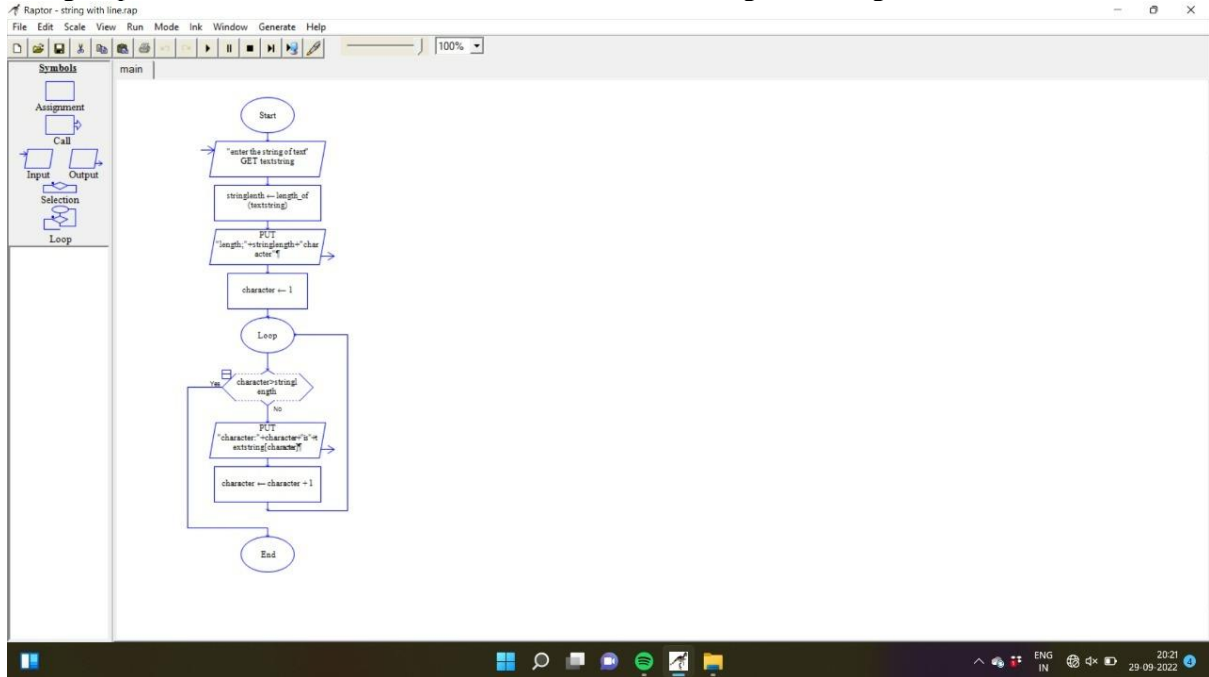 Raptor - string with line.rap
File Edit Scale View Run Mode Ink Window Generate Help
100%
Symbols
main
Assignment
Call
Input Output
Selection
Loop
Start
"enter the string of text"
GET textstring
stringlenth ← length_of
(textstring)
PUT
"length;"+stringlength+"char
acter"¶
character ← 1
Loop
Yes
character>stringl
ength
No
PUT
"character:"+character+"is"+t
extstring[character]¶
character ← character + 1
End
ENG
IN
20:21
29-09-2022
4